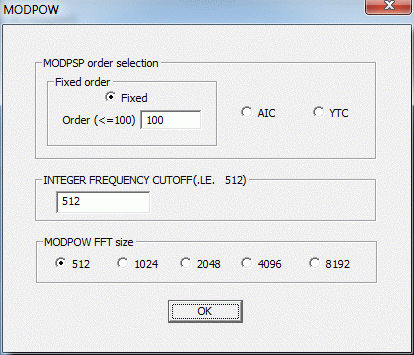 MODPOW
MODPSP order selection
Fixed order
Fixed
Order (<=100) 100
AIC
YTC
INTEGER FREQUENCY CUTOFF(.LE. 512)
512
MODPOW FFT size
512 1024 2048 4096 8192
OK